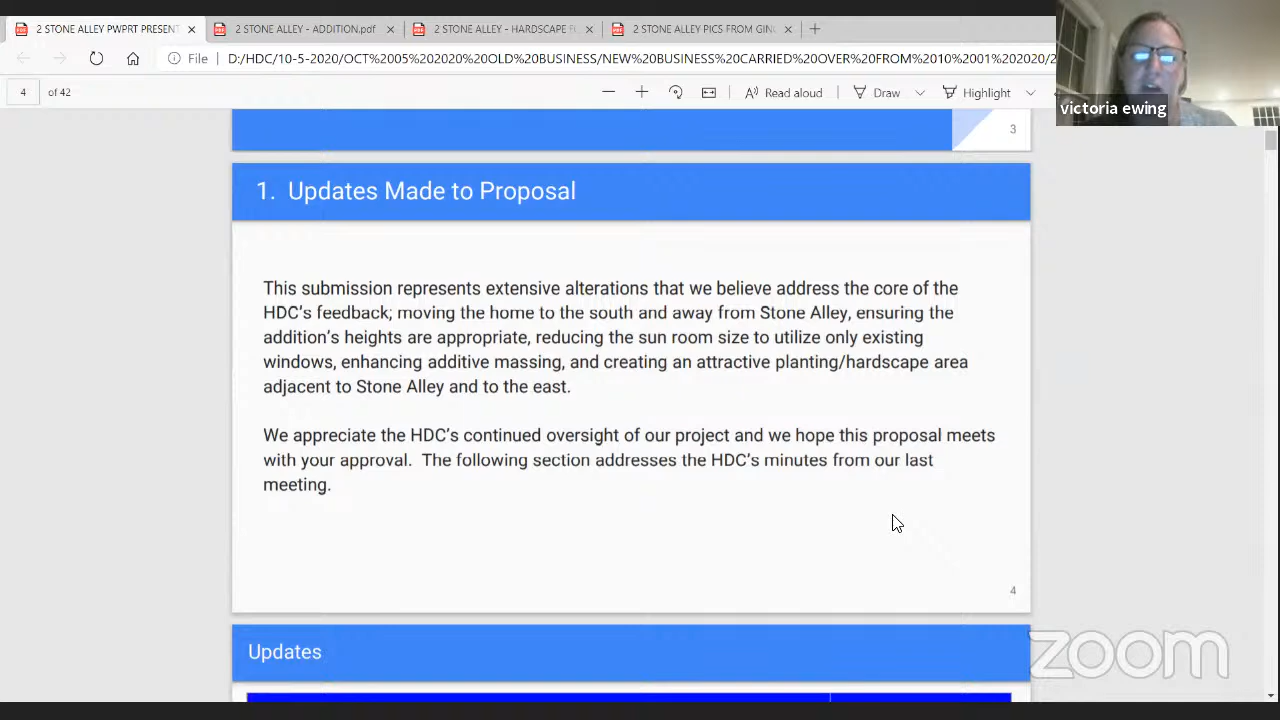 2 STONE ALLEY PWPRT PRESENT
2 STONE ALLEY - ADDITION.pdf
2 STONE ALLEY - HARDSCAPE F
2 STONE ALLEY PICS FROM GIN
File
D:/HDC/10-5-2020/OCT%2005%202020%20OLD%20BUSINESS/NEW%20BUSINESS%20CARRIED%20OVER%20FROM%2010%2001%202020/2
4 of 42
Read aloud
Draw
Highlight
victoria ewing
3
1. Updates Made to Proposal
This submission represents extensive alterations that we believe address the core of the
HDC's feedback; moving the home to the south and away from Stone Alley, ensuring the
addition's heights are appropriate, reducing the sun room size to utilize only existing
windows, enhancing additive massing, and creating an attractive planting/hardscape area
adjacent to Stone Alley and to the east.
We appreciate the HDC's continued oversight of our project and we hope this proposal meets
with your approval. The following section addresses the HDC's minutes from our last
meeting.
4
Updates
zoom